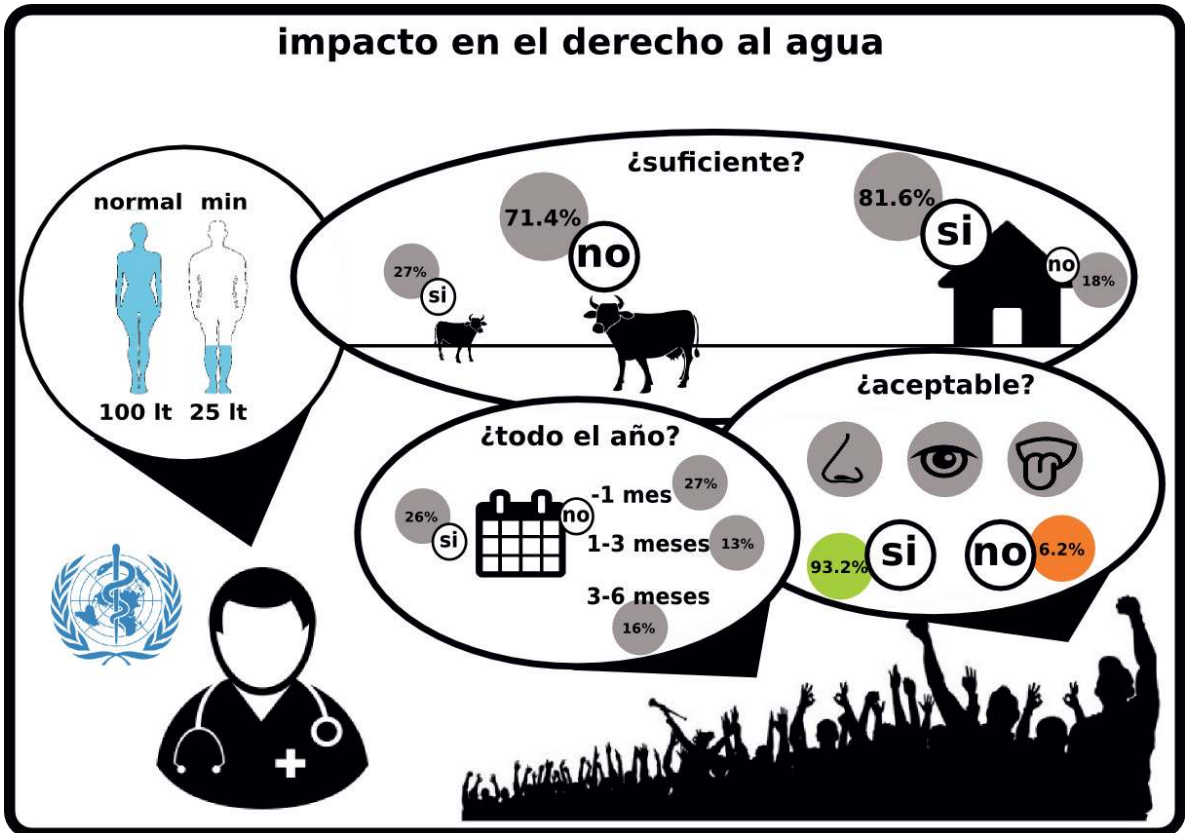 impacto en el derecho al agua
normal min
100 lt 25 lt
¿suficiente?
27%
si
71.4%
no
81.6%
si
no
18%
¿todo el año?
26%
si
no
-1 mes 27%
1-3 meses 13%
3-6 meses
16%
¿aceptable?
93.2% si
no 6.2%